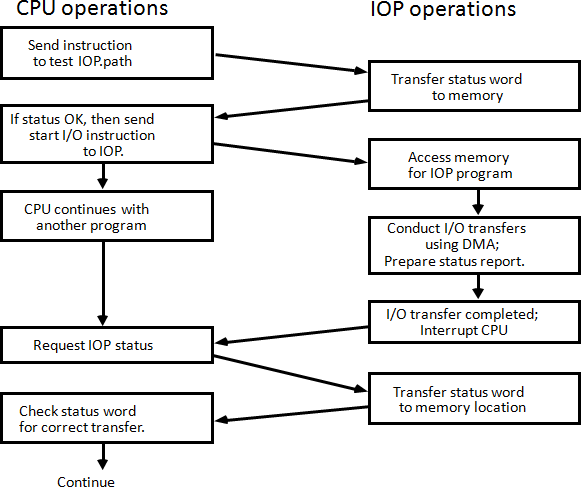 CPU operations
IOP operations
Send instruction
to test IOP.path
Transfer status word
to memory
If status OK, then send
start I/O instruction
to IOP.
Access memory
for IOP program
CPU continues with
another program
Conduct I/O transfers
using DMA;
Prepare status report.
I/O transfer completed;
Interrupt CPU
Request IOP status
Transfer status word
to memory location
Check status word
for correct transfer.
Continue